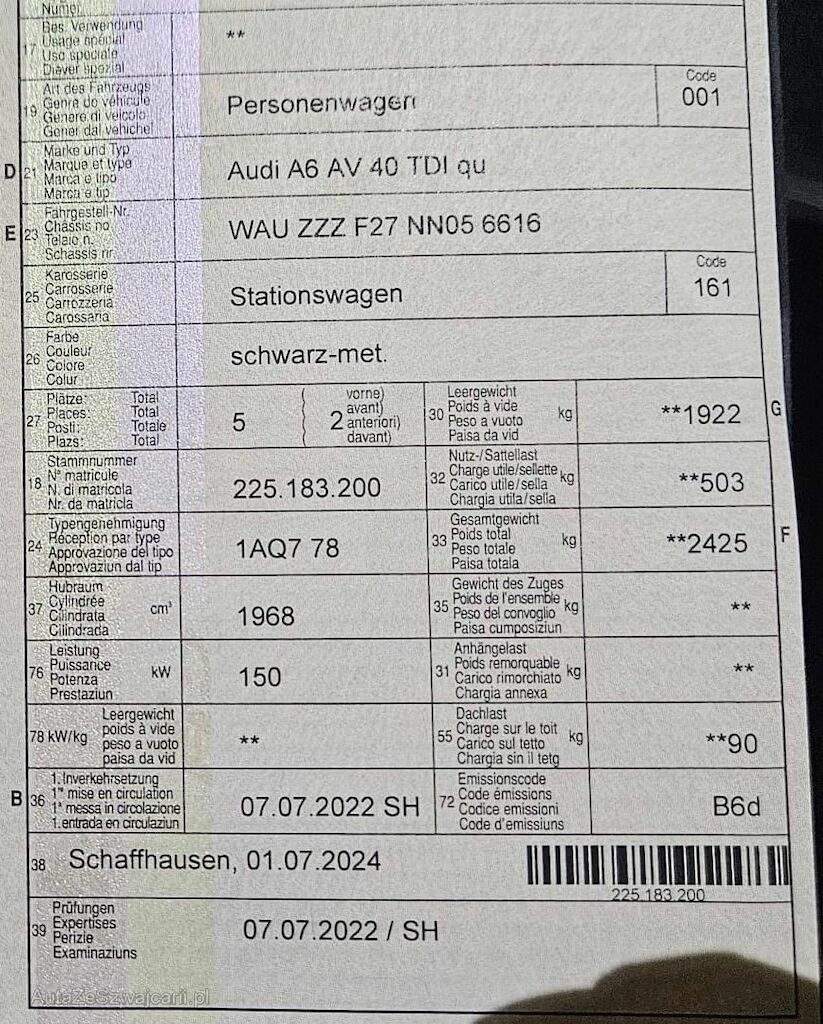 Numer
17 Bes. Verwendung
Usage spécial
Uso speciale
Diever spezial
**
19 Art des Fahrzeugs
Genre de véhicule
Genere di veicolo
Gener dal vehichel
Personenwagen
Code
001
D 21 Marke und Typ
Marque et type
Marca e tipo
Marca e tip
Audi A6 AV 40 TDI qu
E 23 Fahrgestell-Nr.
Châssis no
Telaio n.
Schassis nr.
WAU ZZZ F27 NN05 6616
25 Karosserie
Carrosserie
Carrozzeria
Carossaria
Stationswagen
Code
161
26 Farbe
Couleur
Colore
Colur
schwarz-met.
27 Plätze: Total
Places: Total
Posti: Totale
Plazs: Total
5 2 vorne)
avant)
anteriori)
davant)
30 Leergewicht
Poids à vide
Peso a vuoto
Paisa da vid
kg
**1922 G
18 Stammnummer
N° matricule
N. di matricola
Nr. da matricla
225.183.200
32 Nutz-/Sattellast
Charge utile/sellette
Carico utile/sella
Chargia utila/sella
kg
**503
24 Typengenehmigung
Réception par type
Approvazione del tipo
Approvaziun dal tip
1AQ7 78
33 Gesamtgewicht
Poids total
Peso totale
Paisa totala
kg
**2425 F
37 Hubraum
Cylindrée
Cilindrata
Cilindrada
cm³
1968
35 Gewicht des Zuges
Poids de l'ensemble
Peso del convoglio
Paisa cumposiziun
kg
**
76 Leistung
Puissance
Potenza
Prestaziun
kW
150
31 Anhängelast
Poids remorquable
Carico rimorchiato
Chargia annexa
kg
**
78 kW/kg Leergewicht
poids à vide
peso a vuoto
paisa da vid
**
55 Dachlast
Charge sur le toit
Carico sul tetto
Chargia sin il tetg
kg
**90
B 36 1. Inverkehrsetzung
1re mise en circulation
1a messa in circolazione
1. entrada en circulaziun
07.07.2022 SH
72 Emissionscode
Code émissions
Codice emissioni
Code d'emissiuns
B6d
38 Schaffhausen, 01.07.2024
225.183.200
39 Prüfungen
Expertises
Perizie
Examinaziuns
07.07.2022 / SH
AutaZeSzwajcarii.pl